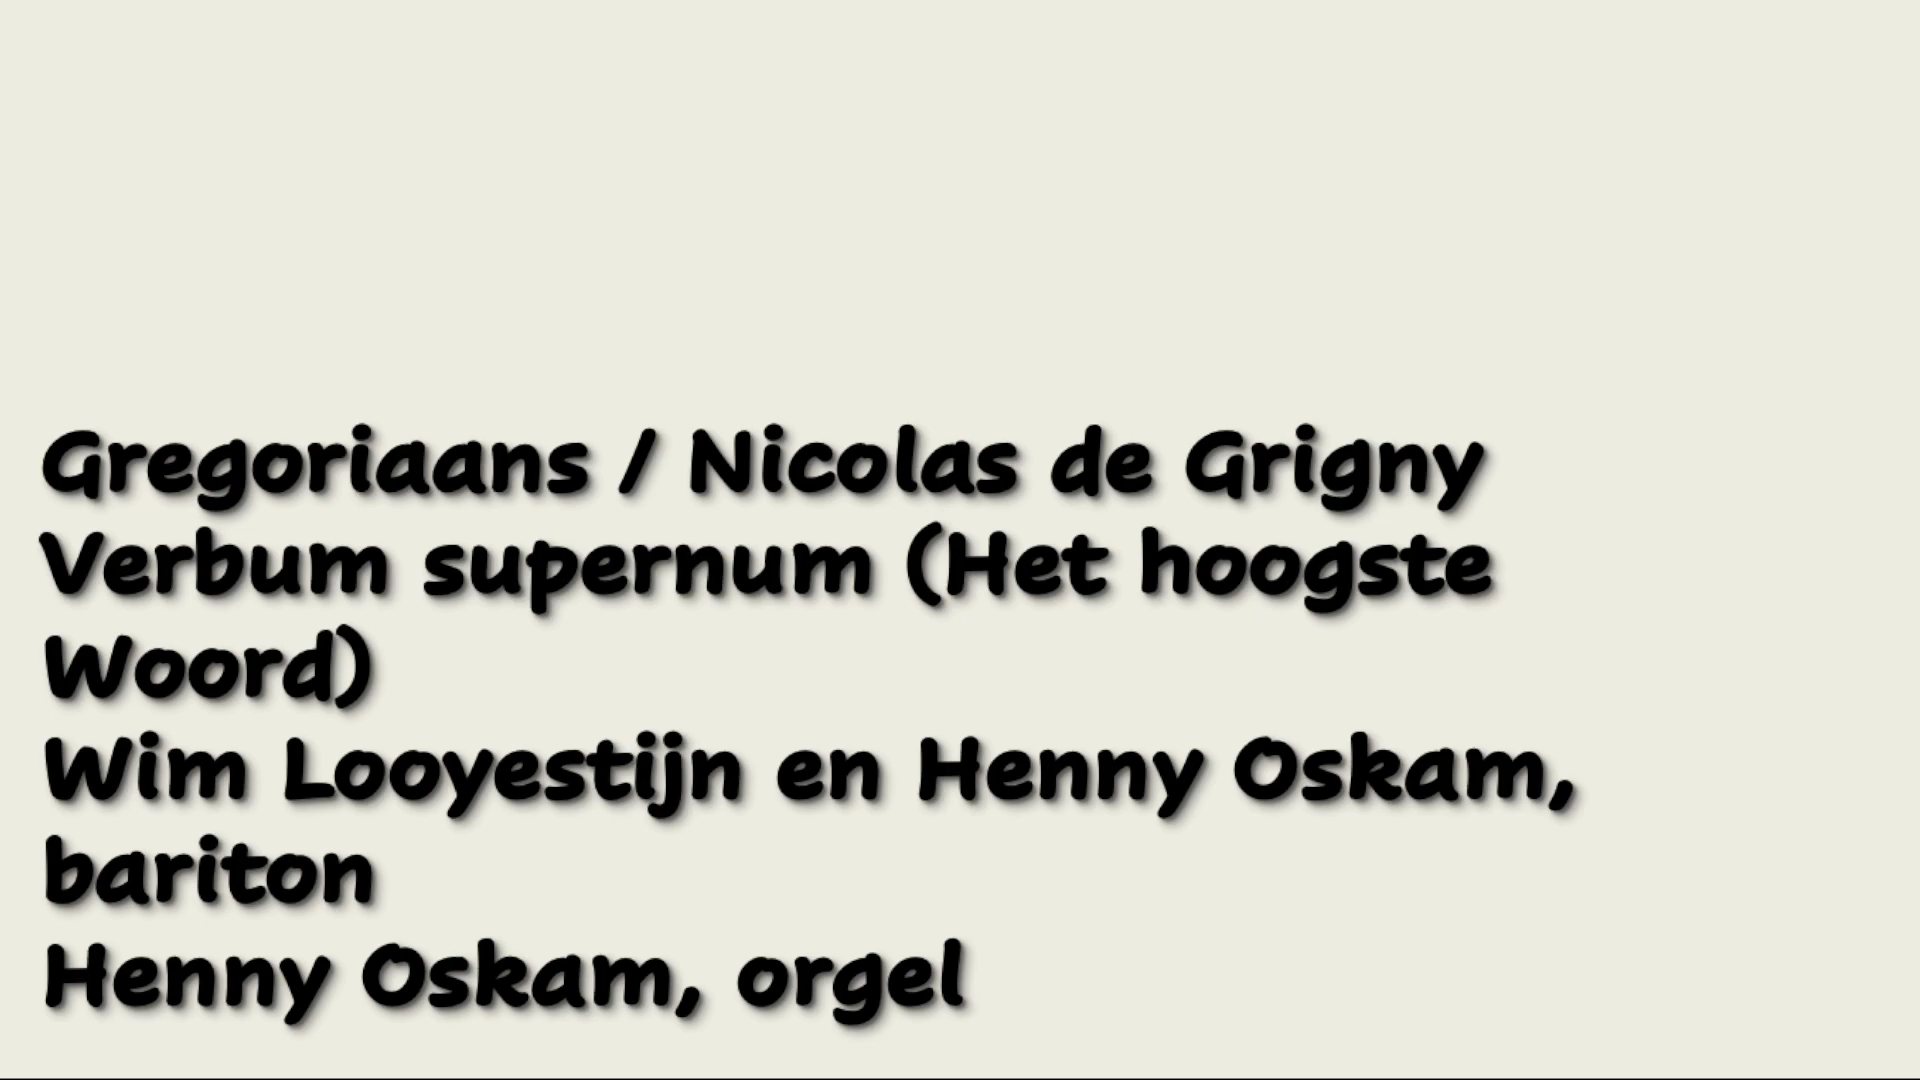 Gregoriaans / Nicolas de Grigny
Verbum supernum (Het hoogste
Woord)
Wim Looyestijn en Henny Oskam,
bariton
Henny Oskam, orgel